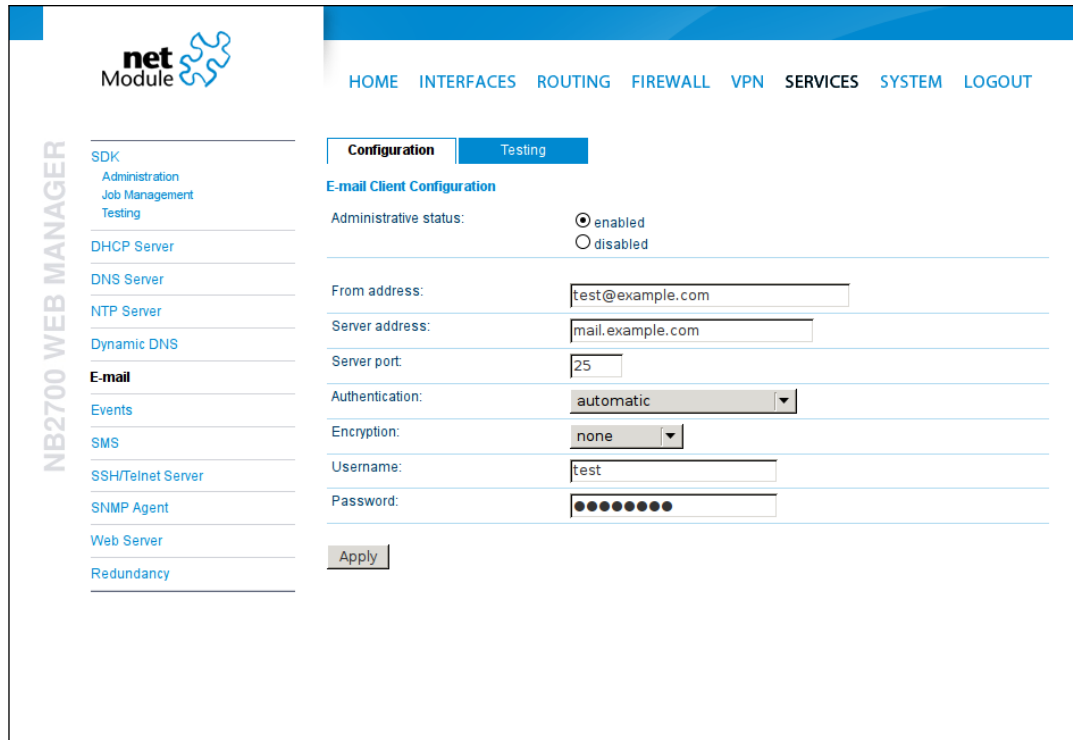 net
Module
HOME INTERFACES ROUTING FIREWALL VPN SERVICES SYSTEM LOGOUT
NB2700 WEB MANAGER
SDK
Administration
Job Management
Testing
DHCP Server
DNS Server
NTP Server
Dynamic DNS
E-mail
Events
SMS
SSH/Telnet Server
SNMP Agent
Web Server
Redundancy
Configuration Testing
E-mail Client Configuration
Administrative status: enabled
disabled
From address: test@example.com
Server address: mail.example.com
Server port: 25
Authentication: automatic
Encryption: none
Username: test
Password: ●●●●●●●●
Apply